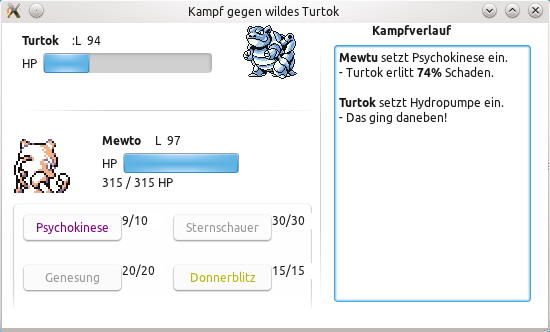 Kampf gegen wildes Turtok
Turtok :L 94
HP
Mewto L 97
HP
315 / 315 HP
Psychokinese 9/10
Sternschauer 30/30
Genesung 20/20
Donnerblitz 15/15
Kampfverlauf
Mewtu setzt Psychokinese ein.
- Turtok erlitt 74% Schaden.
Turtok setzt Hydropumpe ein.
- Das ging daneben!